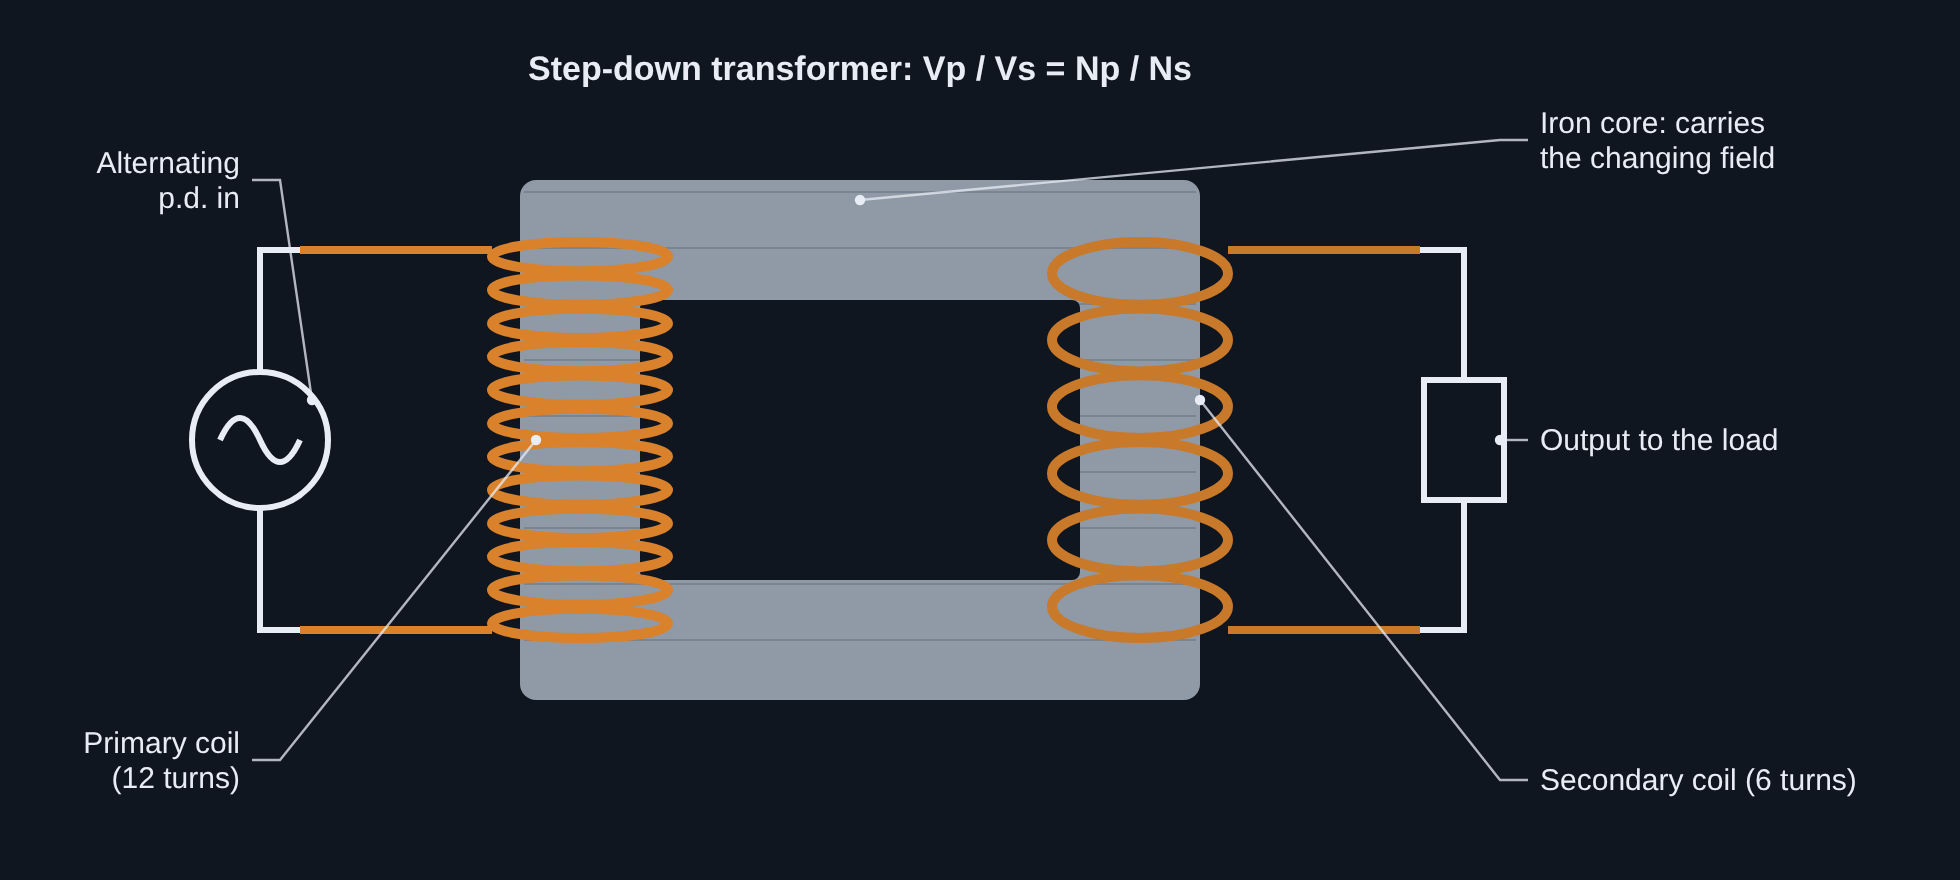 Step-down transformer: Vp / Vs = Np / Ns
Iron core: carries
the changing field
Alternating
p.d. in
Output to the load
Primary coil
(12 turns)
Secondary coil (6 turns)